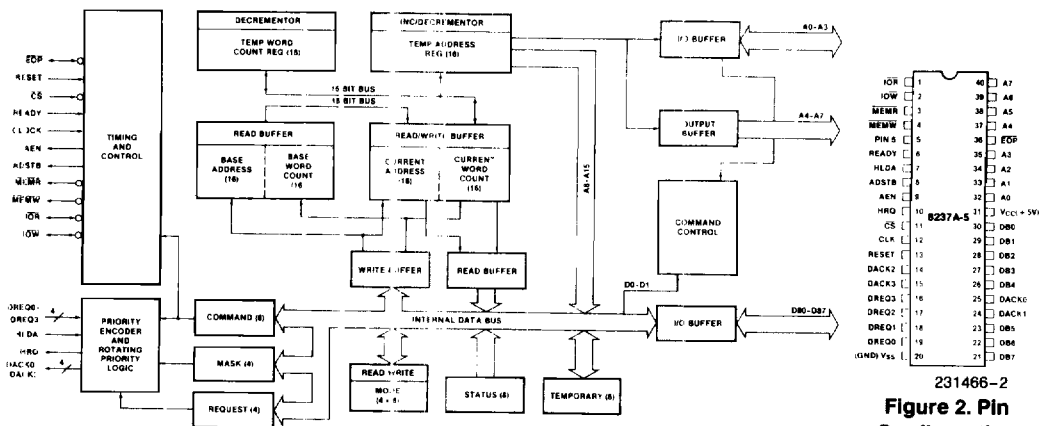 EOP
RESET
CS
READY
CLOCK
AEN
ADSTB
MEMR
MEMW
IOR
IOW
TIMING
AND
CONTROL
DECREMENTOR
TEMP WORD
COUNT REG (16)
INC/DECREMENTOR
TEMP ADDRESS
REG (16)
16 BIT BUS
16 BIT BUS
READ BUFFER
BASE
ADDRESS
(16)
BASE
WORD
COUNT
(16
READ/WRITE BUFFER
CURRENT
ADDRESS
(16)
CURRENT
WORD
COUNT
(16)
WRITE BUFFER
READ BUFFER
A8-A15
I/O BUFFER
A0-A3
OUTPUT
BUFFER
A4-A7
COMMAND
CONTROL
D0-D1
DREQ0-
DREQ3
4
HLDA
HRQ
DACK0
4
PRIORITY
ENCODER
AND
ROTATING
PRIORITY
LOGIC
COMMAND (8)
MASK (4)
REQUEST (4)
INTERNAL DATA BUS
READ WRITE
MODE
(4 × 6)
STATUS (8)
TEMPORARY (8)
I/O BUFFER
DB0-DB7
IOR 1 40 A7
IOW 2 39 A6
MEMR 3 38 A5
MEMW 4 37 A4
PIN 5 5 36 EOP
READY 6 35 A3
HLDA 7 34 A2
ADSTB 8 33 A1
AEN 9 32 A0
HRQ 10 31 VCC(+5V)
8237A-5
CS 11 30 DB0
CLK 12 29 DB1
RESET 13 28 DB2
DACK2 14 27 DB3
DACK3 15 26 DB4
DREQ3 16 25 DACK0
DREQ2 17 24 DACK1
DREQ1 18 23 DB5
DREQ0 19 22 DB6
(GND) VSS 20 21 DB7
231466-2
Figure 2. Pin